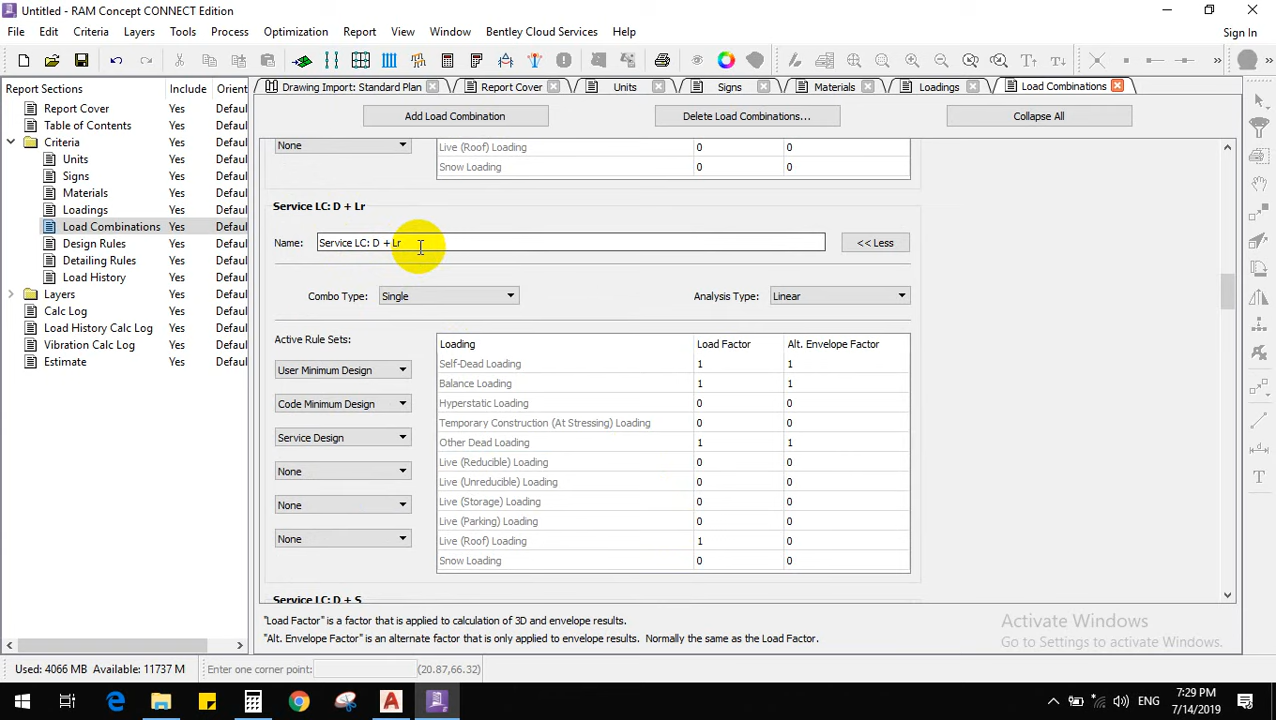 Untitled - RAM Concept CONNECT Edition
File Edit Criteria Layers Tools Process Optimization Report View Window Bentley Cloud Services Help
Sign In
Report Sections Include Orient
Report Cover Yes Defaul
Table of Contents Yes Defaul
Criteria Yes Defaul
Units Yes Defaul
Signs Yes Defaul
Materials Yes Defaul
Loadings Yes Defaul
Load Combinations Yes Defaul
Design Rules Yes Defaul
Detailing Rules Yes Defaul
Load History Yes Defaul
Layers Yes Defaul
Calc Log Yes Defaul
Load History Calc Log Yes Defaul
Vibration Calc Log Yes Defaul
Estimate Yes Defaul
Drawing Import: Standard Plan Report Cover Units Signs Materials Loadings Load Combinations
Add Load Combination Delete Load Combinations... Collapse All
None Live (Roof) Loading 0 0
Snow Loading 0 0
Service LC: D + Lr
Name: Service LC: D + Lr << Less
Combo Type: Single Analysis Type: Linear
Active Rule Sets: Loading Load Factor Alt. Envelope Factor
User Minimum Design
Code Minimum Design
Service Design
None
None
None
Self-Dead Loading 1 1
Balance Loading 1 1
Hyperstatic Loading 0 0
Temporary Construction (At Stressing) Loading 0 0
Other Dead Loading 1 1
Live (Reducible) Loading 0 0
Live (Unreducible) Loading 0 0
Live (Storage) Loading 0 0
Live (Parking) Loading 0 0
Live (Roof) Loading 1 0
Snow Loading 0 0
Service LC: D + S
"Load Factor" is a factor that is applied to calculation of 3D and envelope results.
"Alt. Envelope Factor" is an alternate factor that is only applied to envelope results. Normally the same as the Load Factor.
Activate Windows
Go to Settings to activate Windows.
Used: 4066 MB Available: 11737 M Enter one corner point: (20.87,66.32)
ENG
7:29 PM
7/14/2019